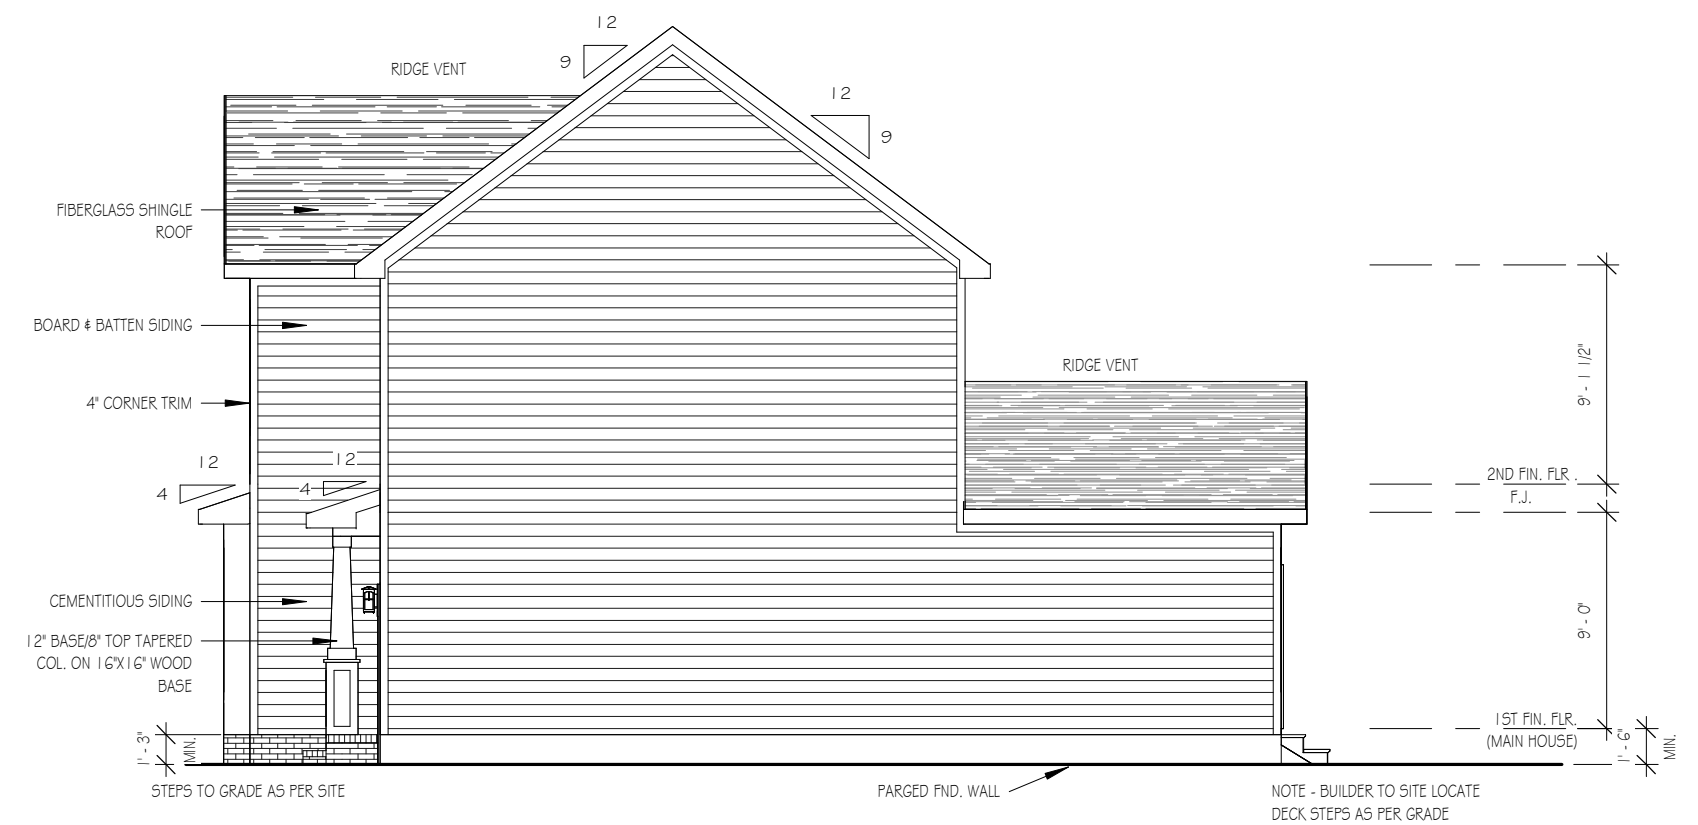 12
9
RIDGE VENT
12
9
FIBERGLASS SHINGLE
ROOF
BOARD & BATTEN SIDING
4" CORNER TRIM
12
4
12
4
CEMENTITIOUS SIDING
12" BASE/8" TOP TAPERED
COL. ON 16"X16" WOOD
BASE
1' - 3"
MIN.
STEPS TO GRADE AS PER SITE
RIDGE VENT
9' - 1 1/2"
2ND FIN. FLR .
F.J.
9' - 0"
1ST FIN. FLR.
(MAIN HOUSE)
1' - 6"
MIN.
PARGED FND. WALL
NOTE - BUILDER TO SITE LOCATE
DECK STEPS AS PER GRADE